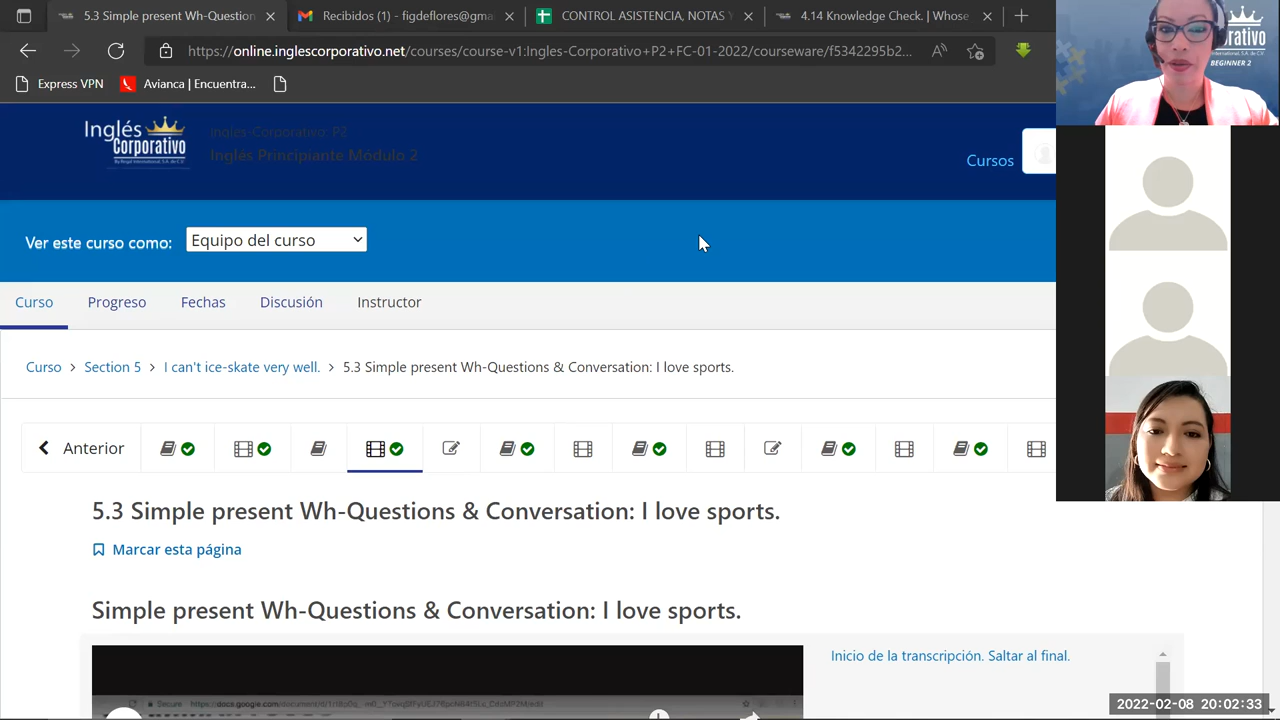 5.3 Simple present Wh-Question
Recibidos (1) - figdeflores@gma
CONTROL ASISTENCIA, NOTAS Y
4.14 Knowledge Check. | Whose
https://online.inglescorporativo.net/courses/course-v1:Ingles-Corporativo+P2+FC-01-2022/courseware/f5342295b2...
Express VPN
Avianca | Encuentra...
BEGINNER 2
Inglés
Corporativo
Ingles-Corporativo: P2
Inglés Principiante Módulo 2
Cursos
Ver este curso como:
Equipo del curso
Curso
Progreso
Fechas
Discusión
Instructor
Curso > Section 5 > I can't ice-skate very well. > 5.3 Simple present Wh-Questions & Conversation: I love sports.
Anterior
5.3 Simple present Wh-Questions & Conversation: I love sports.
Marcar esta página
Simple present Wh-Questions & Conversation: I love sports.
Inicio de la transcripción. Saltar al final.
2022-02-08 20:02:33